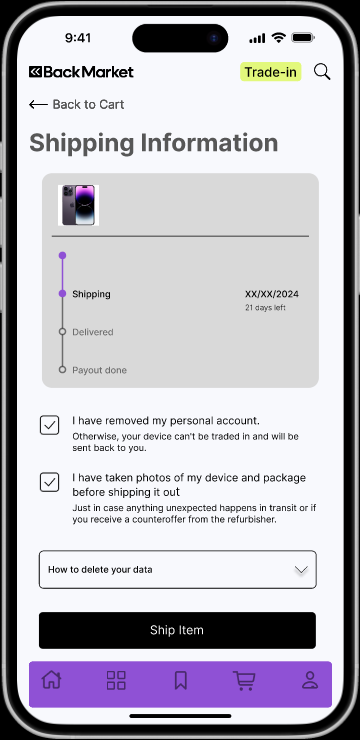 9:41
BackMarket
Trade-in
Back to Cart
Shipping Information
Shipping
XX/XX/2024
21 days left
Delivered
Payout done
I have removed my personal account.
Otherwise, your device can't be traded in and will be
sent back to you.
I have taken photos of my device and package
before shipping it out
Just in case anything unexpected happens in transit or if
you receive a counteroffer from the refurbisher.
How to delete your data
Ship Item